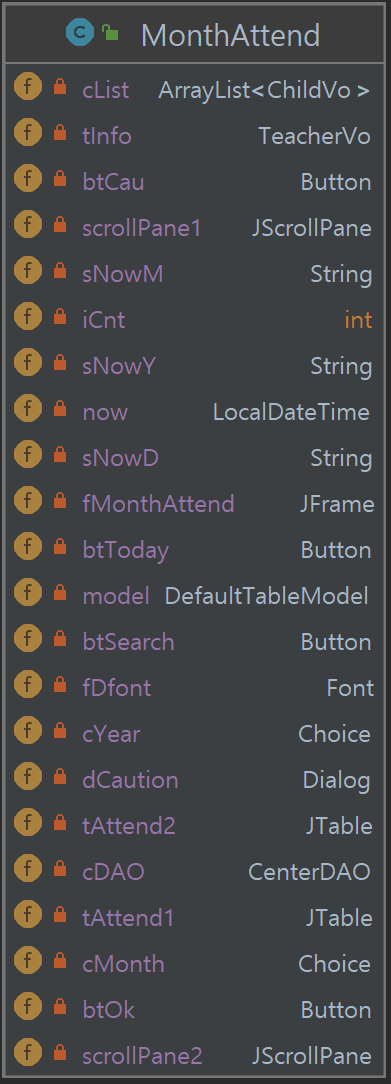 C MonthAttend
f cList ArrayList<ChildVo>
f tInfo TeacherVo
f btCau Button
f scrollPane1 JScrollPane
f sNowM String
f iCnt int
f sNowY String
f now LocalDateTime
f sNowD String
f fMonthAttend JFrame
f btToday Button
f model DefaultTableModel
f btSearch Button
f fDfont Font
f cYear Choice
f dCaution Dialog
f tAttend2 JTable
f cDAO CenterDAO
f tAttend1 JTable
f cMonth Choice
f btOk Button
f scrollPane2 JScrollPane